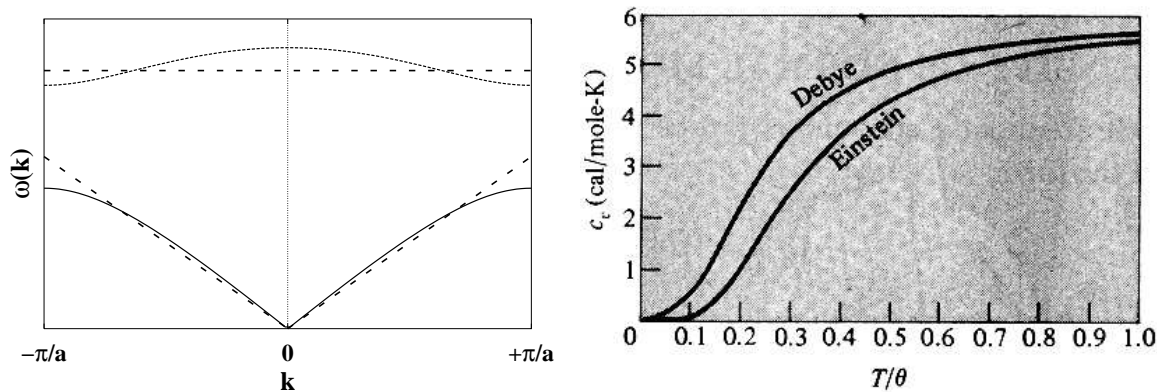 ω(k)
−π/a
0
+π/a
k
6
5
4
3
2
1
0
c_v (cal/mole-K)
Debye
Einstein
0.1 0.2 0.3 0.4 0.5 0.6 0.7 0.8 0.9 1.0
T/θ